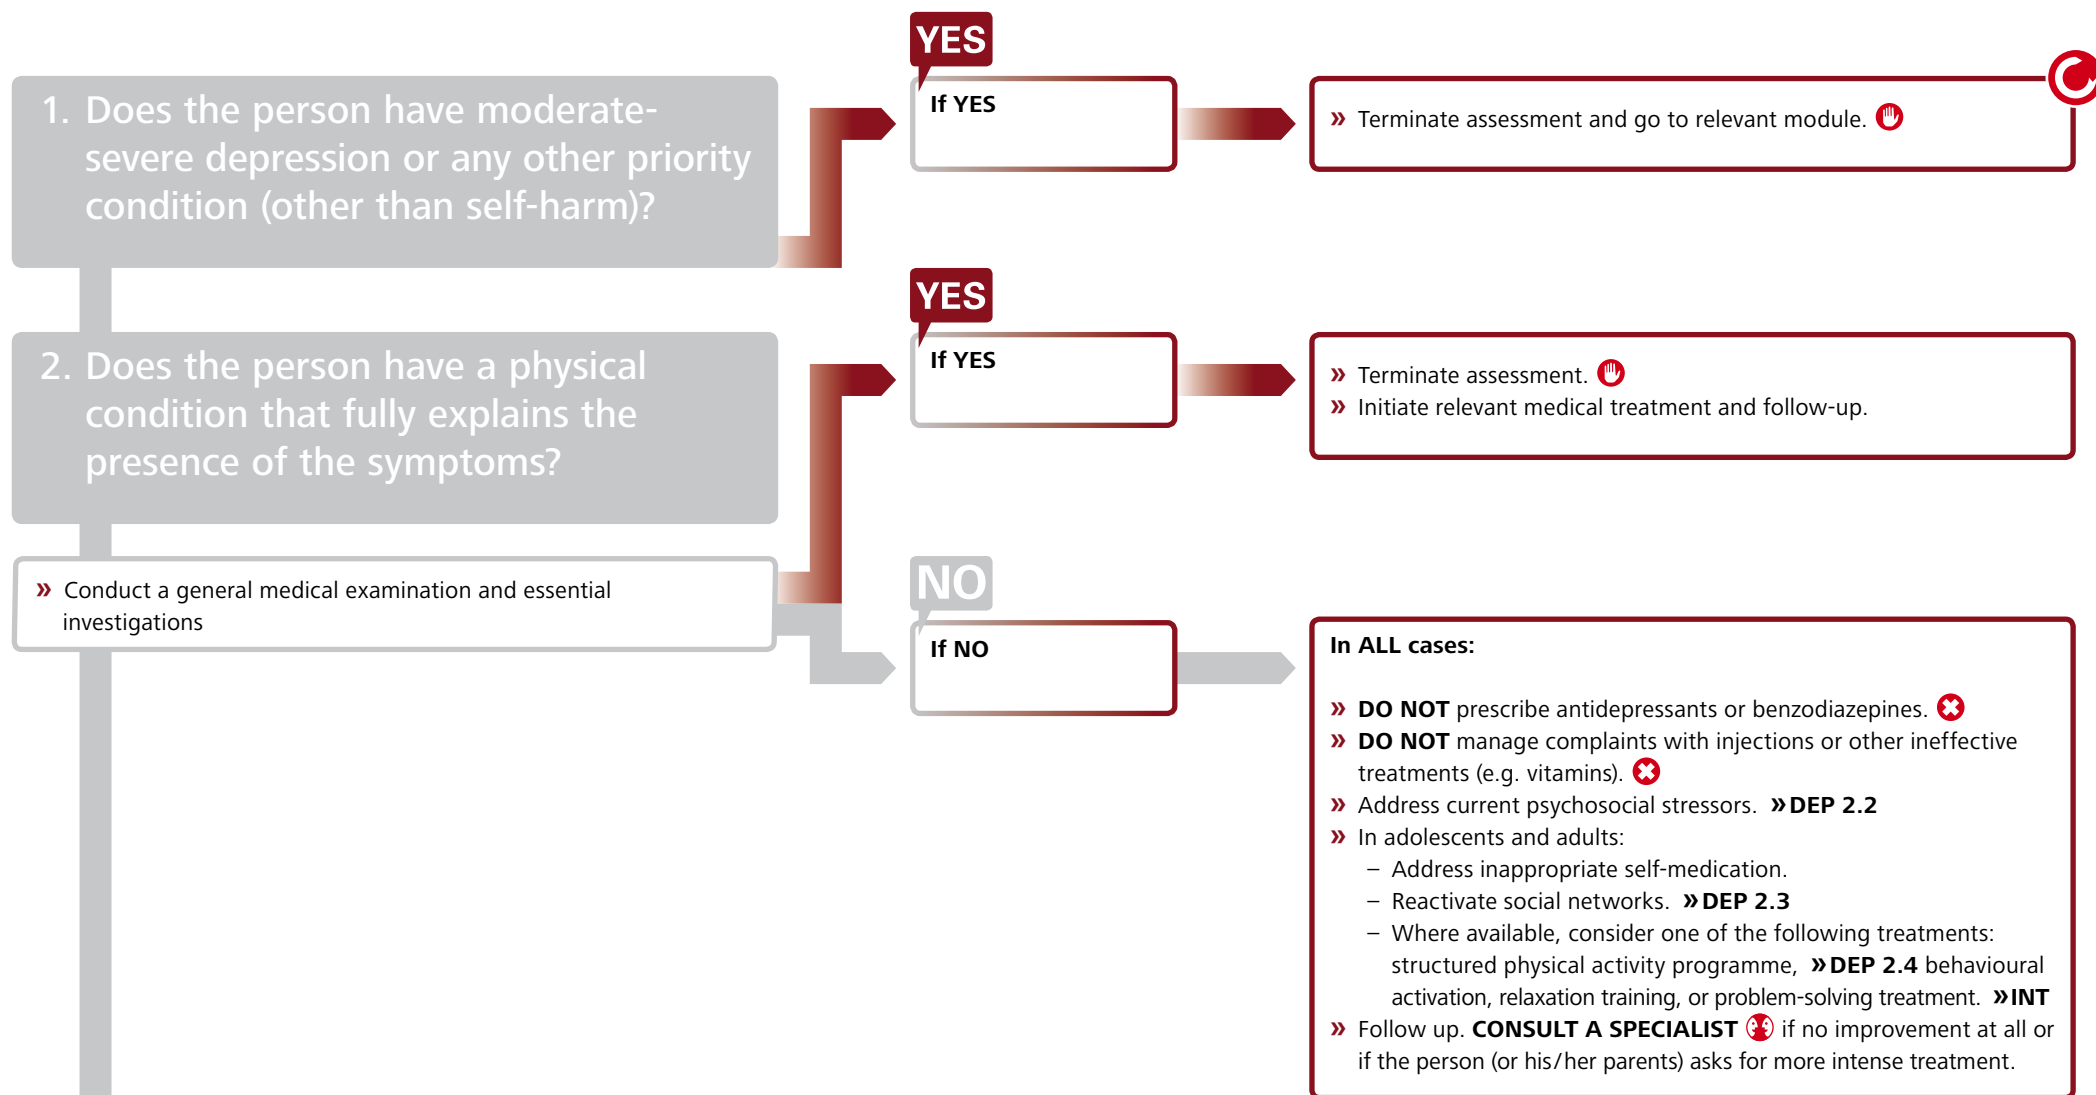 1. Does the person have moderate-
severe depression or any other priority
condition (other than self-harm)?
YES
If YES
» Terminate assessment and go to relevant module.
2. Does the person have a physical
condition that fully explains the
presence of the symptoms?
» Conduct a general medical examination and essential
investigations
YES
If YES
» Terminate assessment.
» Initiate relevant medical treatment and follow-up.
NO
If NO
In ALL cases:
» DO NOT prescribe antidepressants or benzodiazepines.
» DO NOT manage complaints with injections or other ineffective
treatments (e.g. vitamins).
» Address current psychosocial stressors. »DEP 2.2
» In adolescents and adults:
– Address inappropriate self-medication.
– Reactivate social networks. »DEP 2.3
– Where available, consider one of the following treatments:
structured physical activity programme, »DEP 2.4 behavioural
activation, relaxation training, or problem-solving treatment. »INT
» Follow up. CONSULT A SPECIALIST if no improvement at all or
if the person (or his/her parents) asks for more intense treatment.